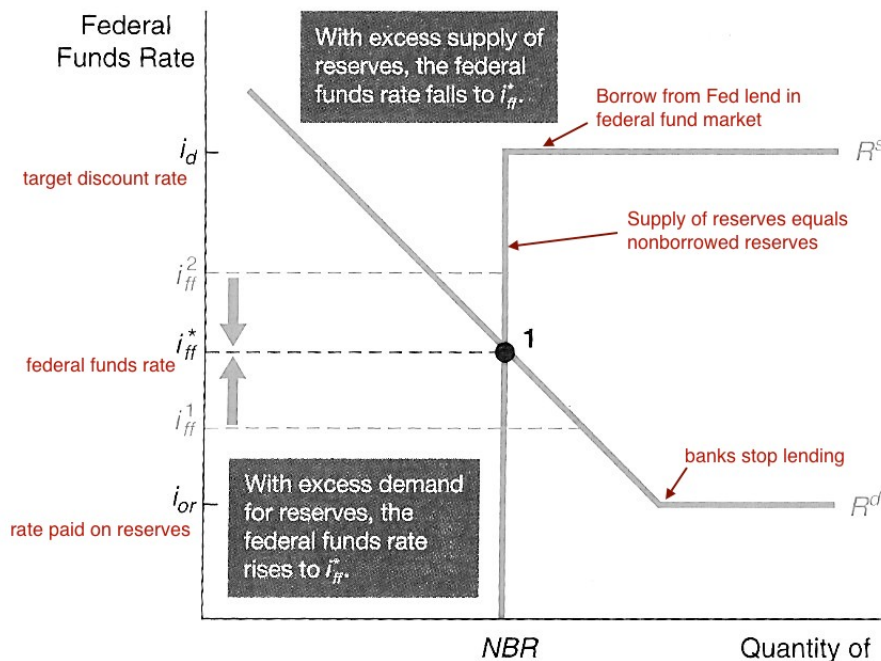 Federal
Funds Rate
With excess supply of
reserves, the federal
funds rate falls to i*ff.
Borrow from Fed lend in
federal fund market
id
Rs
target discount rate
Supply of reserves equals
nonborrowed reserves
i2ff
i*ff
1
federal funds rate
i1ff
banks stop lending
With excess demand
for reserves, the
federal funds rate
rises to i*ff.
ior
Rd
rate paid on reserves
NBR
Quantity of